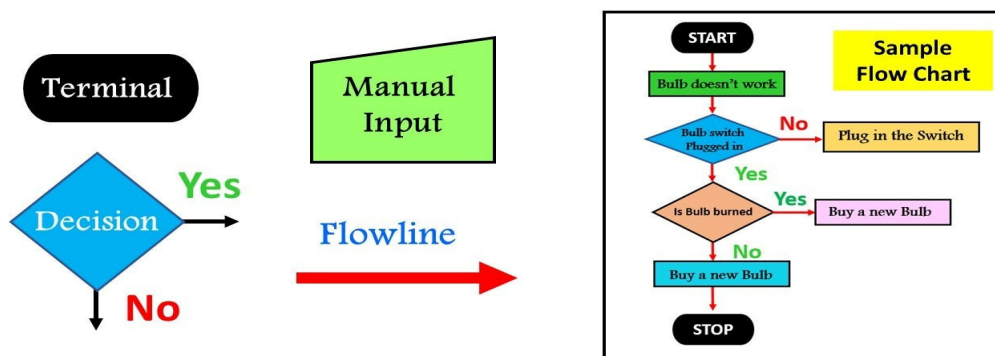 Terminal
Manual
Input
Decision
Yes
No
Flowline
START
Sample
Flow Chart
Bulb doesn't work
Bulb switch
Plugged in
No
Plug in the Switch
Yes
Is Bulb burned
Yes
Buy a new Bulb
No
Buy a new Bulb
STOP